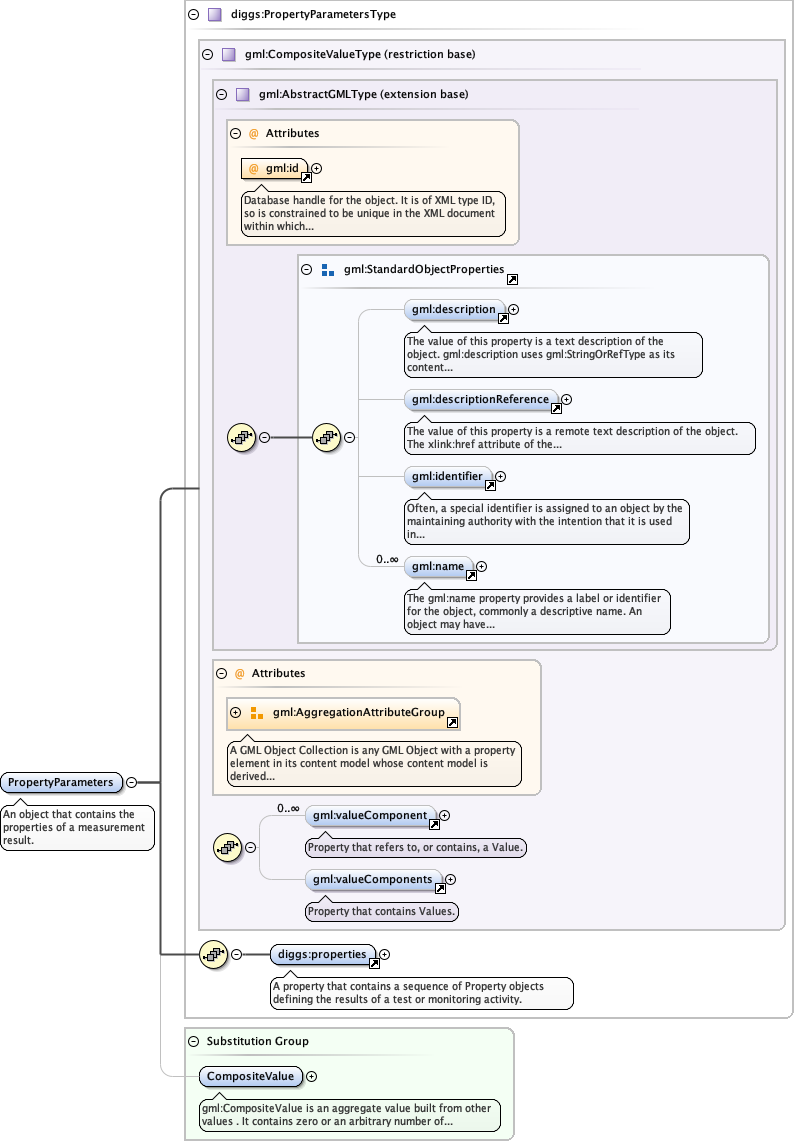 diggs:PropertyParametersType
gml:CompositeValueType (restriction base)
gml:AbstractGMLType (extension base)
@ Attributes
@ gml:id
Database handle for the object. It is of XML type ID,
so is constrained to be unique in the XML document
within which...
gml:StandardObjectProperties
gml:description
The value of this property is a text description of the
object. gml:description uses gml:StringOrRefType as its
content...
gml:descriptionReference
The value of this property is a remote text description of the object.
The xlink:href attribute of the...
gml:identifier
Often, a special identifier is assigned to an object by the
maintaining authority with the intention that it is used
in...
0..∞
gml:name
The gml:name property provides a label or identifier
for the object, commonly a descriptive name. An
object may have...
@ Attributes
gml:AggregationAttributeGroup
A GML Object Collection is any GML Object with a property
element in its content model whose content model is
derived...
PropertyParameters
An object that contains the
properties of a measurement
result.
0..∞
gml:valueComponent
Property that refers to, or contains, a Value.
gml:valueComponents
Property that contains Values.
diggs:properties
A property that contains a sequence of Property objects
defining the results of a test or monitoring activity.
Substitution Group
CompositeValue
gml:CompositeValue is an aggregate value built from other
values . It contains zero or an arbitrary number of...